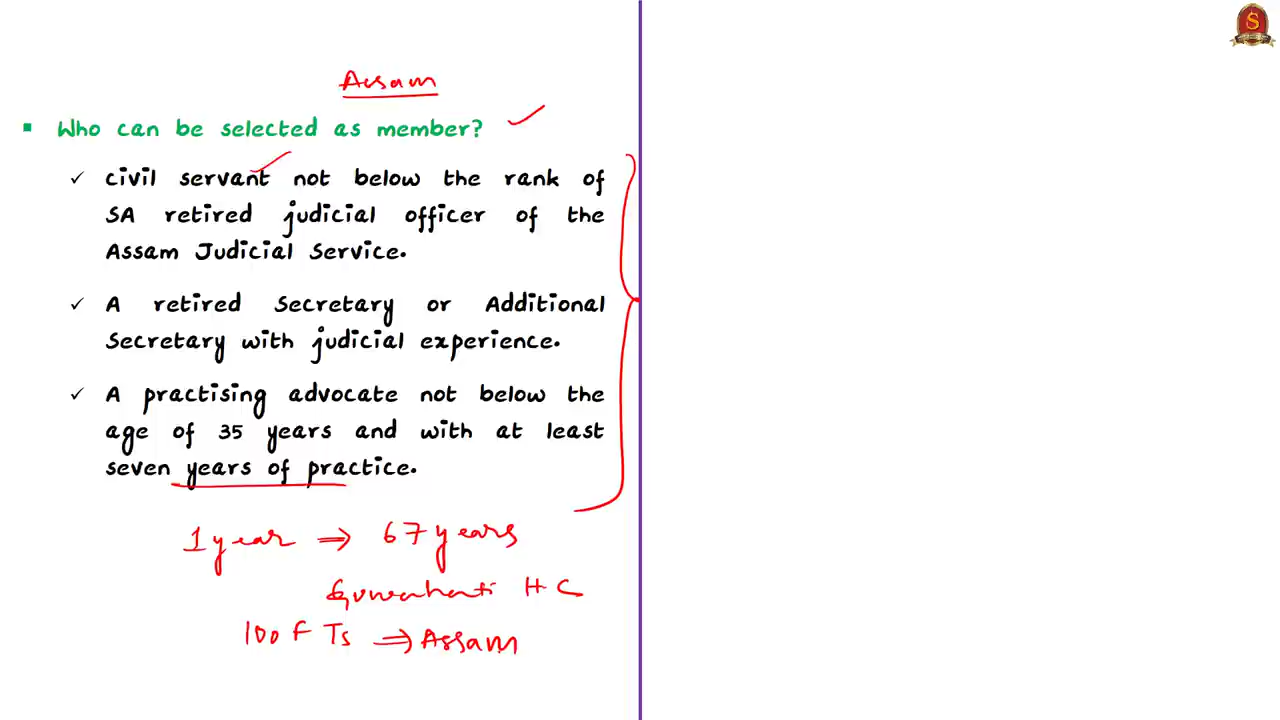 Assam
Who can be selected as member?
civil servant not below the rank of
SA retired judicial officer of the
Assam Judicial Service.
A retired Secretary or Additional
Secretary with judicial experience.
A practising advocate not below the
age of 35 years and with at least
seven years of practice.
1 year ⇒ 67 years
Guwahati HC
100 FTs ⇒ Assam
S